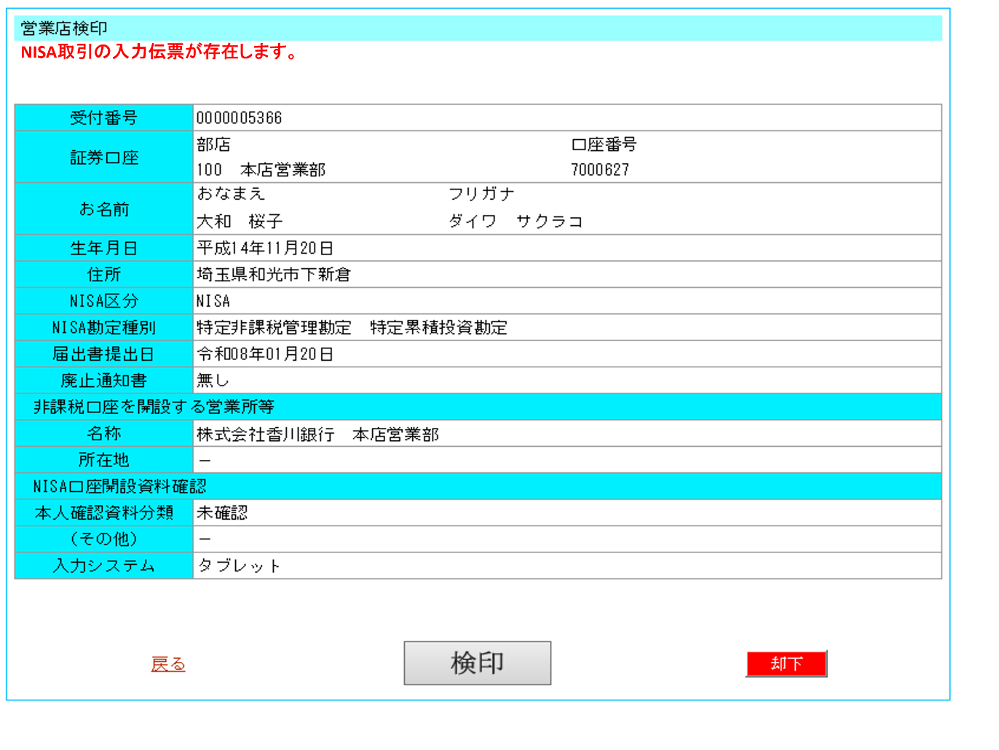 営業店検印
NISA取引の入力伝票が存在します。
受付番号 0000005366
証券口座 部店 口座番号
100 本店営業部 7000627
お名前 おなまえ フリガナ
大和 桜子 ダイワ サクラコ
生年月日 平成14年11月20日
住所 埼玉県和光市下新倉
NISA区分 NISA
NISA勘定種別 特定非課税管理勘定 特定累積投資勘定
届出書提出日 令和08年01月20日
廃止通知書 無し
非課税口座を開設する営業所等
名称 株式会社香川銀行 本店営業部
所在地 －
NISA口座開設資料確認
本人確認資料分類 未確認
（その他） －
入力システム タブレット
戻る 検印 却下